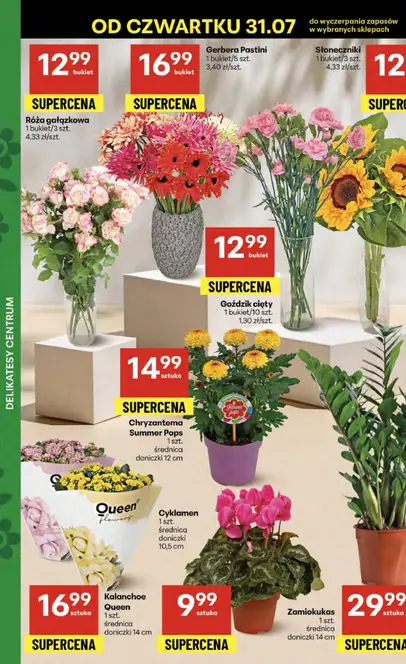 OD CZWARTKU 31.07
do wyczerpania zapasów
w wybranych sklepach
12 99
bukiet
SUPERCENA
Róża gałązkowa
1 bukiet/3 szt.
4,33 zł/szt.
16 99
bukiet
SUPERCENA
Gerbera Pastini
1 bukiet/5 szt.
3,40 zł/szt.
Słoneczniki
1 bukiet/3 szt.
4,33 zł/szt.
12
SUPERC
12 99
bukiet
SUPERCENA
Goździk cięty
1 bukiet/10 szt.
1,30 zł/szt.
DELIKATESY CENTRUM
14 99
sztuka
SUPERCENA
Chryzantema
Summer Pops
1 szt.
średnica
doniczki 12 cm
Queen
flowers
Cyklamen
1 szt.
średnica
doniczki
10,5 cm
16 99
sztuka
SUPERCENA
Kalanchoe
Queen
1 szt.
średnica
doniczki 14 cm
9 99
sztuka
SUPERCENA
Zamiokulkas
1 szt.
średnica
doniczki 14 cm
29 99
sztuka
SUPERCENA